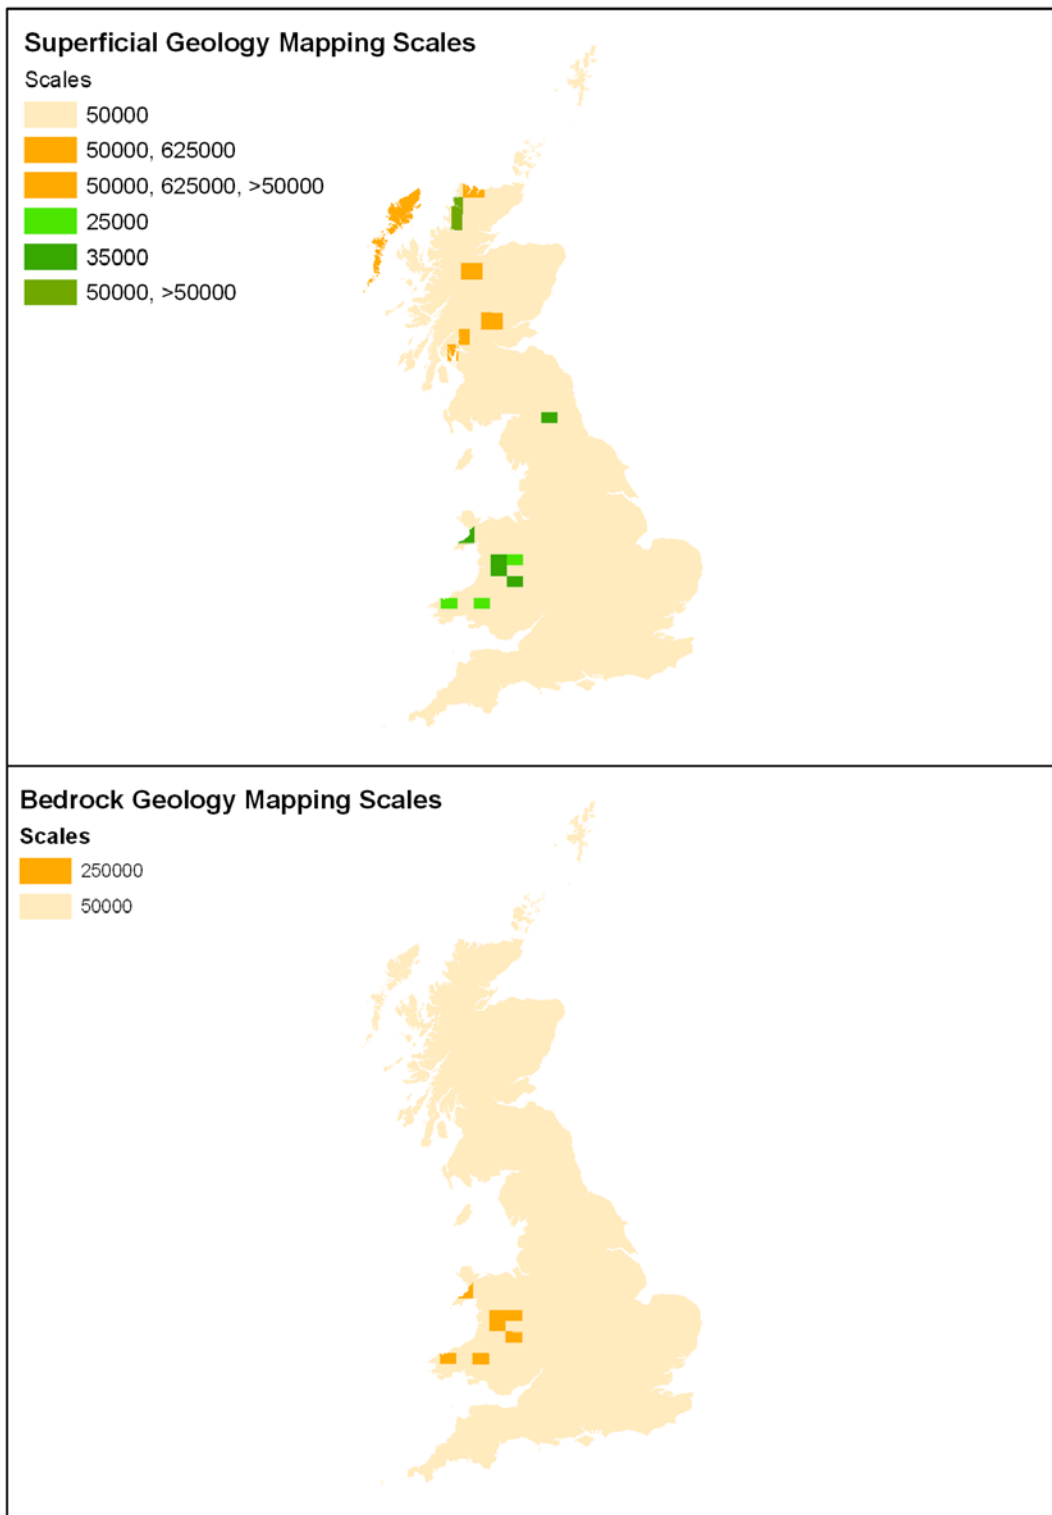 Superficial Geology Mapping Scales
Scales
50000
50000, 625000
50000, 625000, >50000
25000
35000
50000, >50000
Bedrock Geology Mapping Scales
Scales
250000
50000